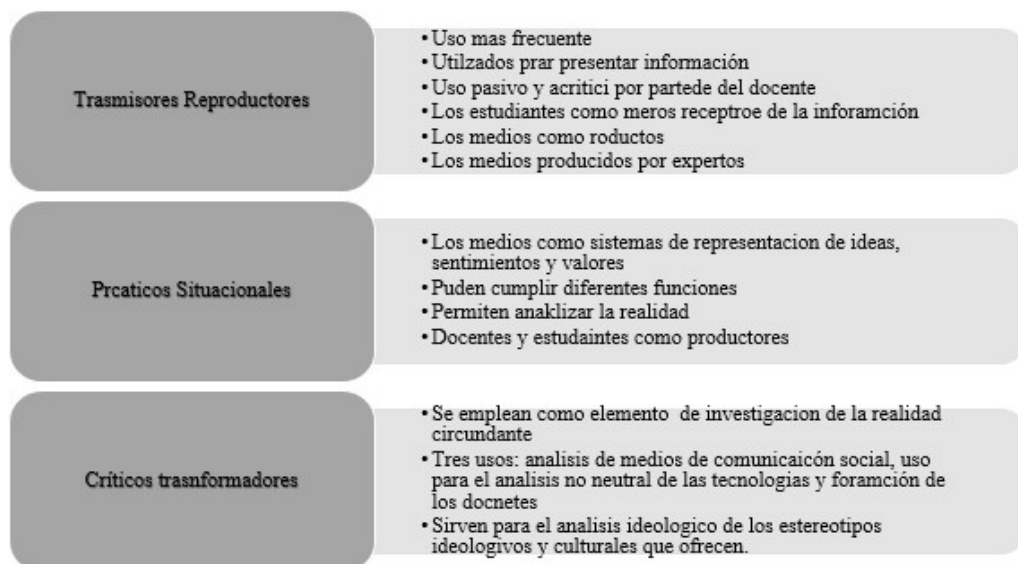 Trasmisores Reproductores
• Uso mas frecuente
• Utilzados prar presentar información
• Uso pasivo y acritici por partede del docente
• Los estudiantes como meros receptroe de la inforamción
• Los medios como roductos
• Los medios producidos por expertos
Prcaticos Situacionales
• Los medios como sistemas de representacion de ideas,
sentimientos y valores
• Puden cumplir diferentes funciones
• Permiten anaklizar la realidad
• Docentes y estudaintes como productores
Críticos trasnformadores
• Se emplean como elemento de investigacion de la realidad
circundante
• Tres usos: analisis de medios de comunicaicón social, uso
para el analisis no neutral de las tecnologias y foramción de
los docnetes
• Sirven para el analisis ideologico de los estereotipos
ideologivos y culturales que ofrecen.